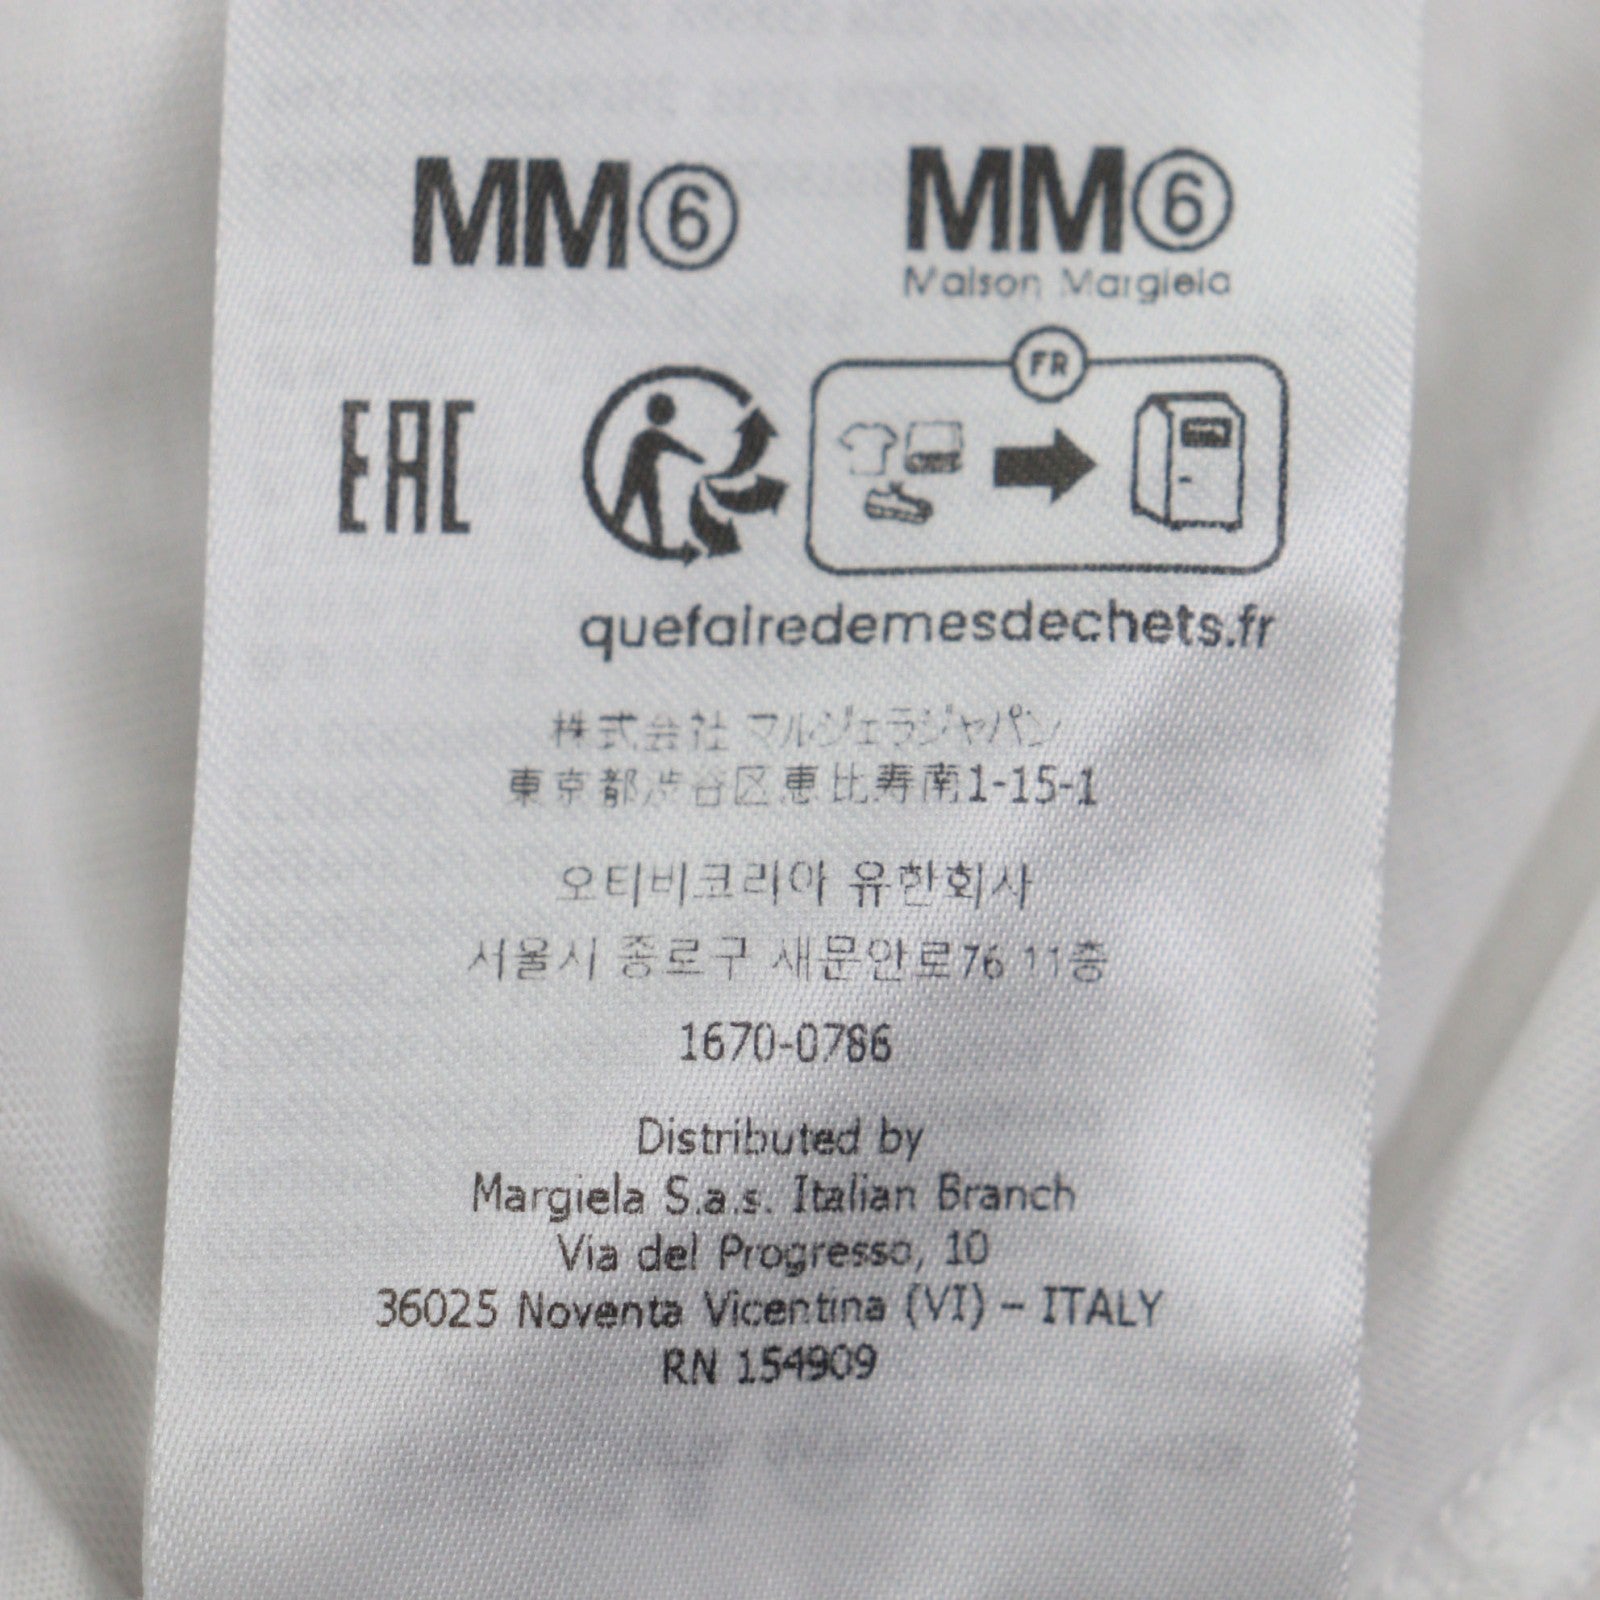 MM⑥ MM⑥
Maison Margiela
FR
EAC
quefairedemesdechets.fr
株式会社 マルジェラジャパン
東京都渋谷区恵比寿南1-15-1
오티비코리아 유한회사
서울시 종로구 새문안로76 11층
1670-0786
Distributed by
Margiela S.a.s. Italian Branch
Via del Progresso, 10
36025 Noventa Vicentina (VI) – ITALY
RN 154909